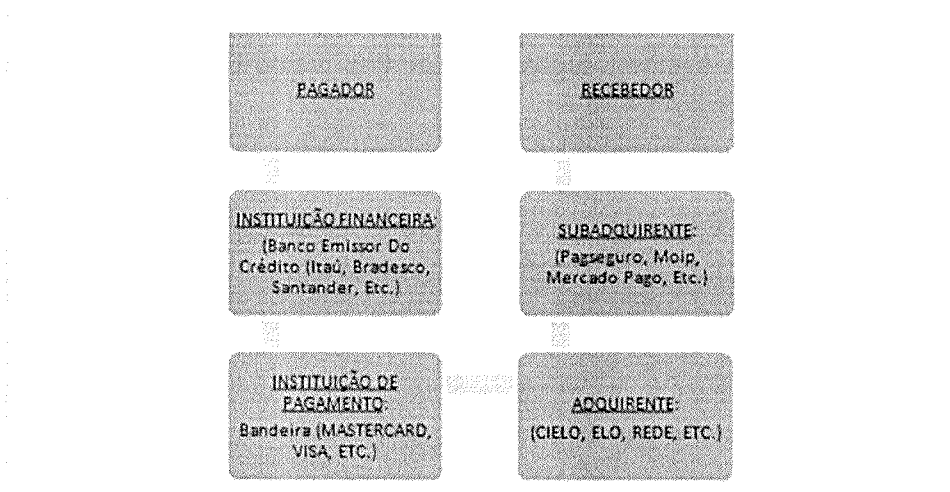 PAGADOR
RECEBEDOR
INSTITUIÇÃO FINANCEIRA:
(Banco Emissor Do
Crédito (Itaú, Bradesco,
Santander, Etc.)
SUBADQUIRENTE:
(Pagseguro, Moip,
Mercado Pago, Etc.)
INSTITUIÇÃO DE
PAGAMENTO:
Bandeira (MASTERCARD,
VISA, ETC.)
ADQUIRENTE:
(CIELO, ELO, REDE, ETC.)